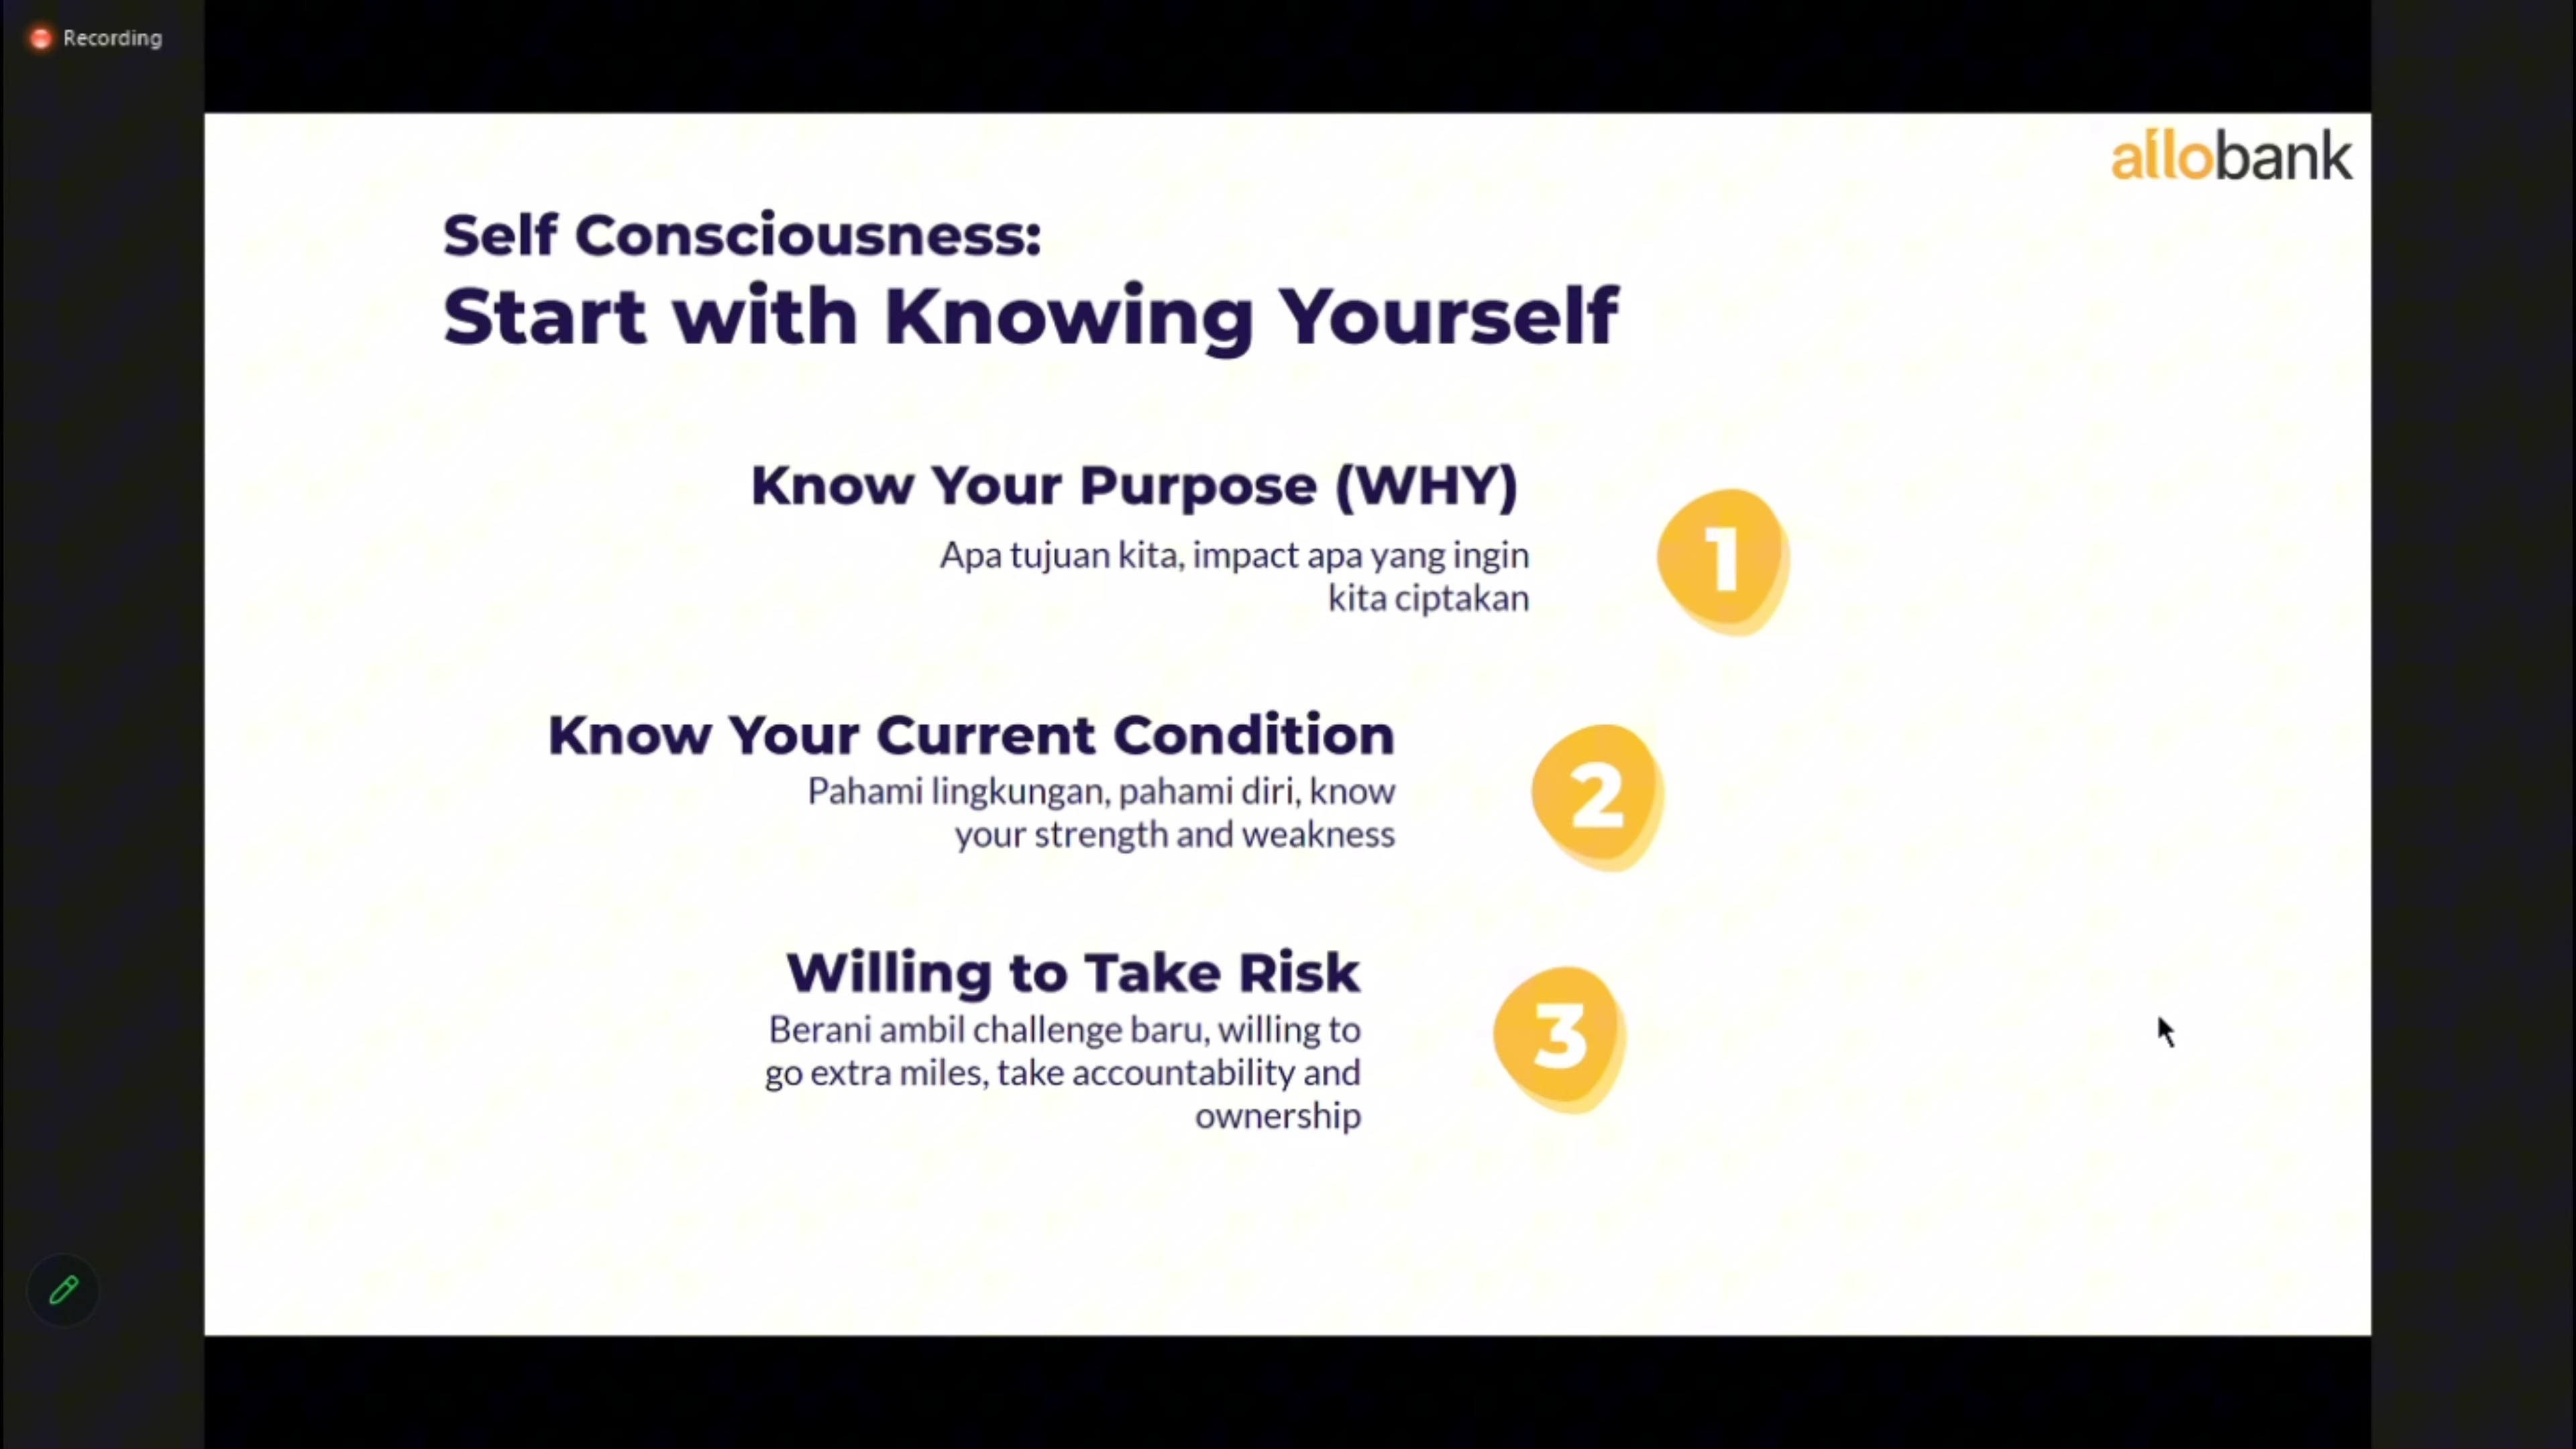 Recording
allobank
Self Consciousness:
Start with Knowing Yourself
Know Your Purpose (WHY)
Apa tujuan kita, impact apa yang ingin
kita ciptakan
1
Know Your Current Condition
Pahami lingkungan, pahami diri, know
your strength and weakness
2
Willing to Take Risk
Berani ambil challenge baru, willing to
go extra miles, take accountability and
ownership
3